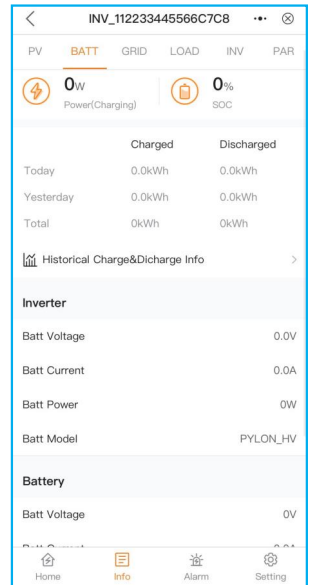 INV_112233445566C7C8
PV BATT GRID LOAD INV PAR
0W 0%
Power(Charging) SOC
Charged Discharged
Today 0.0kWh 0.0kWh
Yesterday 0.0kWh 0.0kWh
Total 0kWh 0kWh
Historical Charge&Dicharge Info
Inverter
Batt Voltage 0.0V
Batt Current 0.0A
Batt Power 0W
Batt Model PYLON_HV
Battery
Batt Voltage 0V
Home Info Alarm Setting